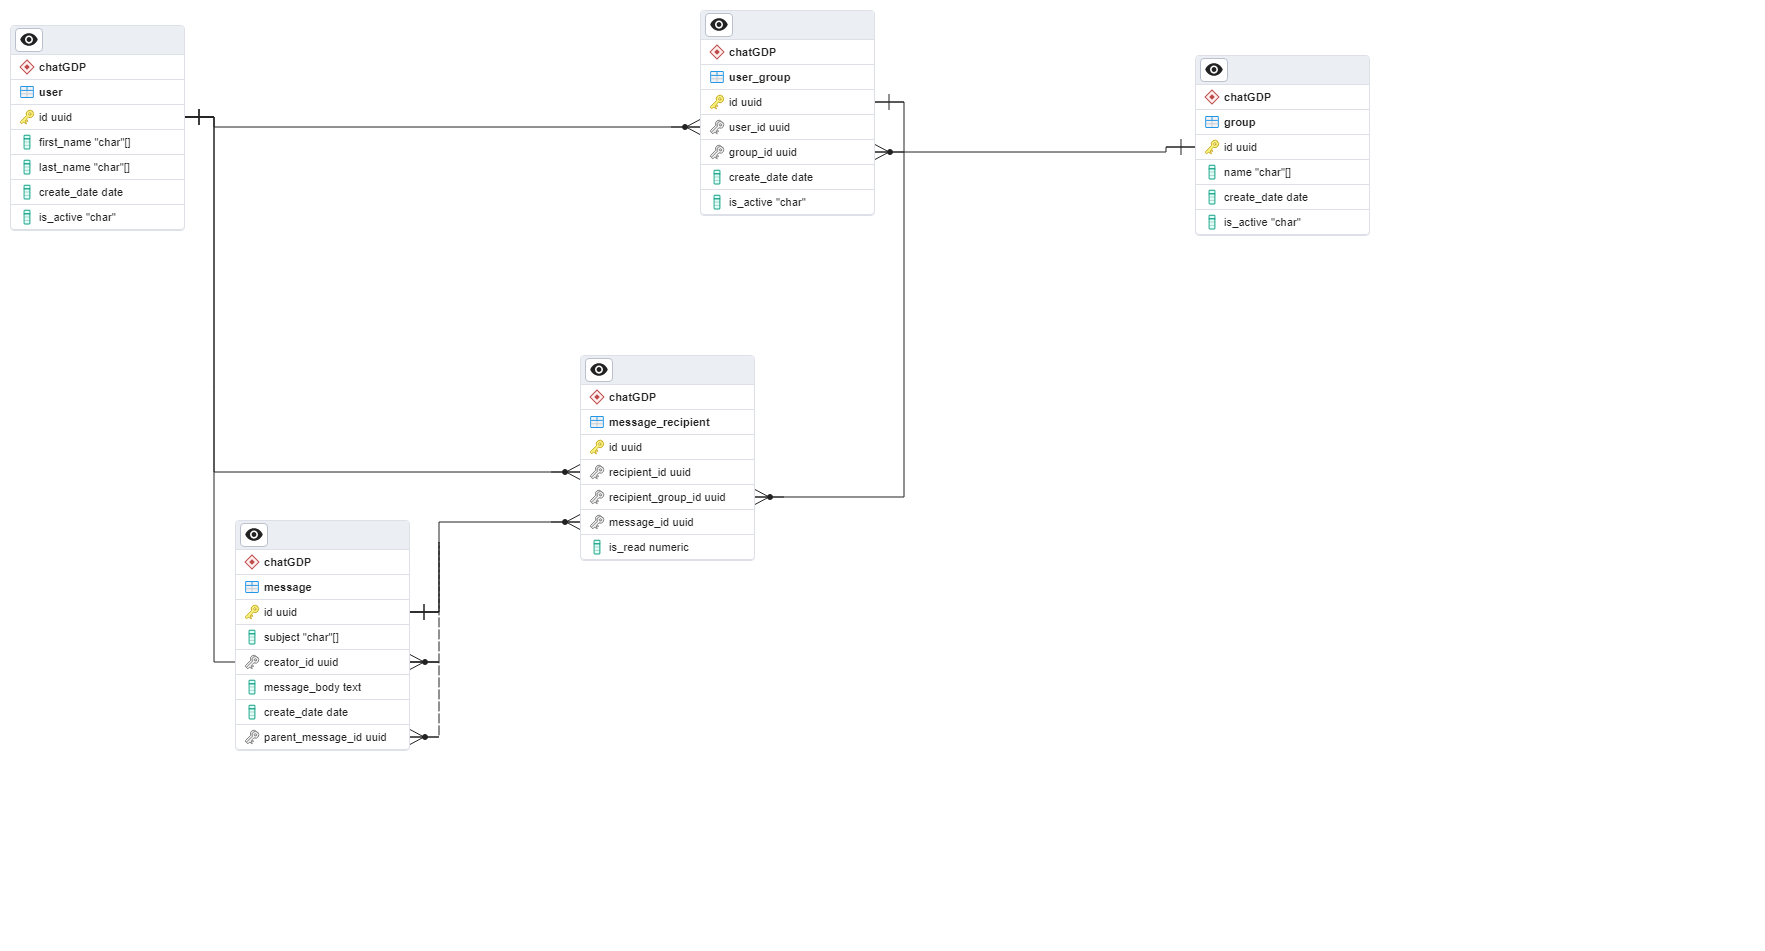 chatGDP
user
id uuid
first_name "char"[]
last_name "char"[]
create_date date
is_active "char"
chatGDP
user_group
id uuid
user_id uuid
group_id uuid
create_date date
is_active "char"
chatGDP
group
id uuid
name "char"[]
create_date date
is_active "char"
chatGDP
message_recipient
id uuid
recipient_id uuid
recipient_group_id uuid
message_id uuid
is_read numeric
chatGDP
message
id uuid
subject "char"[]
creator_id uuid
message_body text
create_date date
parent_message_id uuid